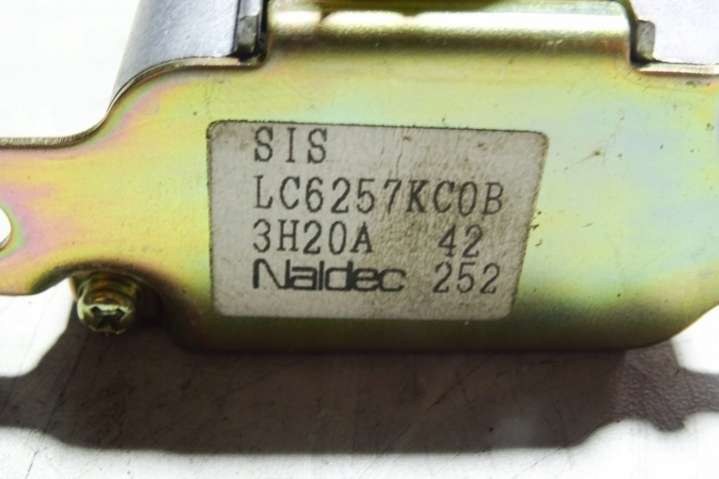 SIS
LC6257KC0B
3H20A 42
Naldec 252